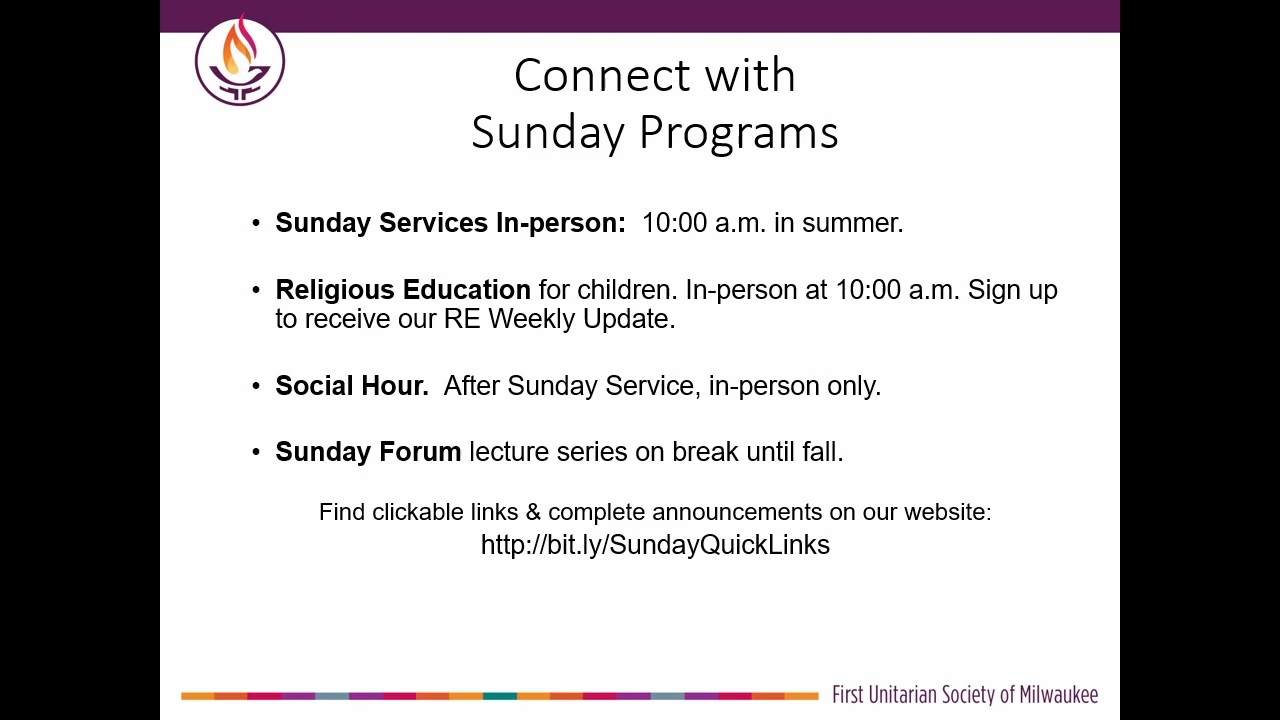 Connect with
Sunday Programs
• Sunday Services In-person:  10:00 a.m. in summer.
• Religious Education for children. In-person at 10:00 a.m. Sign up
to receive our RE Weekly Update.
• Social Hour.  After Sunday Service, in-person only.
• Sunday Forum lecture series on break until fall.
Find clickable links & complete announcements on our website:
http://bit.ly/SundayQuickLinks
First Unitarian Society of Milwaukee